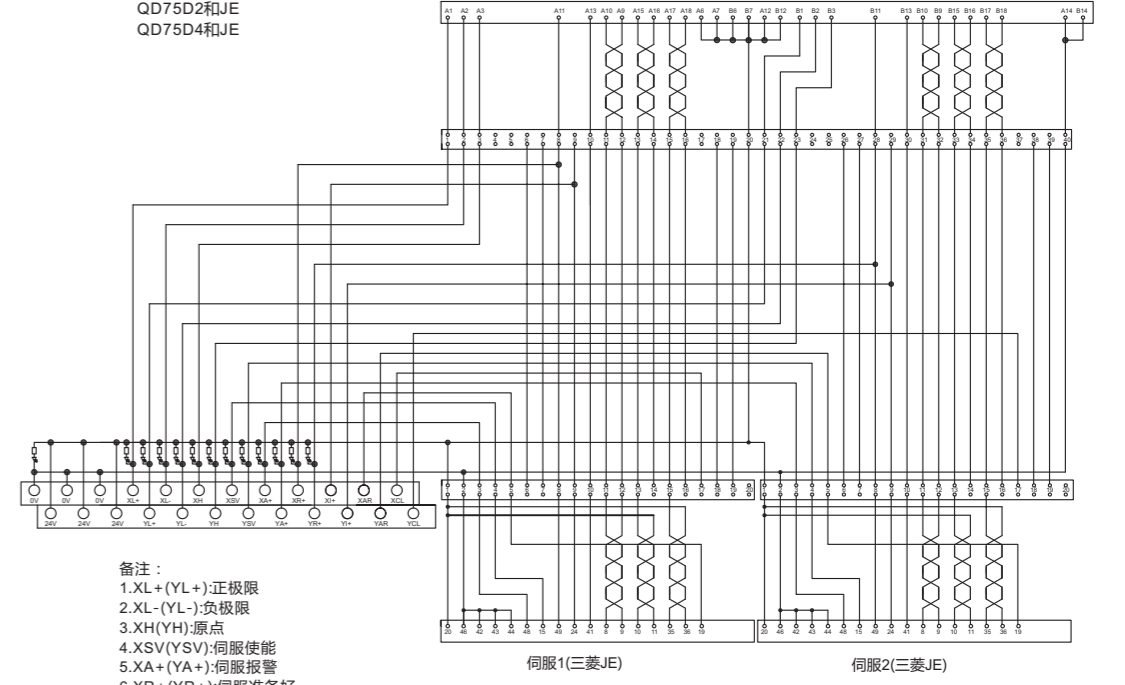 QD75D2和JE
QD75D4和JE
A1 A2 A3 A11 A13 A10 A9 A15 A16 A17 A18 A6 A7 B6 B7 A12 B12 B1 B2 B3 B11 B13 B10 B9 B15 B16 B17 B18 A14 B14
0V 0V 0V XL+ XL- XH XSV XA+ XR+ XI+ XAR XCL
24V 24V 24V YL+ YL- YH YSV YA+ YR+ YI+ YAR YCL
20 46 42 43 44 48 15 49 24 41 8 9 10 11 35 36 19
20 46 42 43 44 48 15 49 24 41 8 9 10 11 35 36 19
伺服1(三菱JE)
伺服2(三菱JE)
备注：
1.XL+(YL+):正极限
2.XL-(YL-):负极限
3.XH(YH):原点
4.XSV(YSV):伺服使能
5.XA+(YA+):伺服报警
6.XR+(YR+):伺服准备好